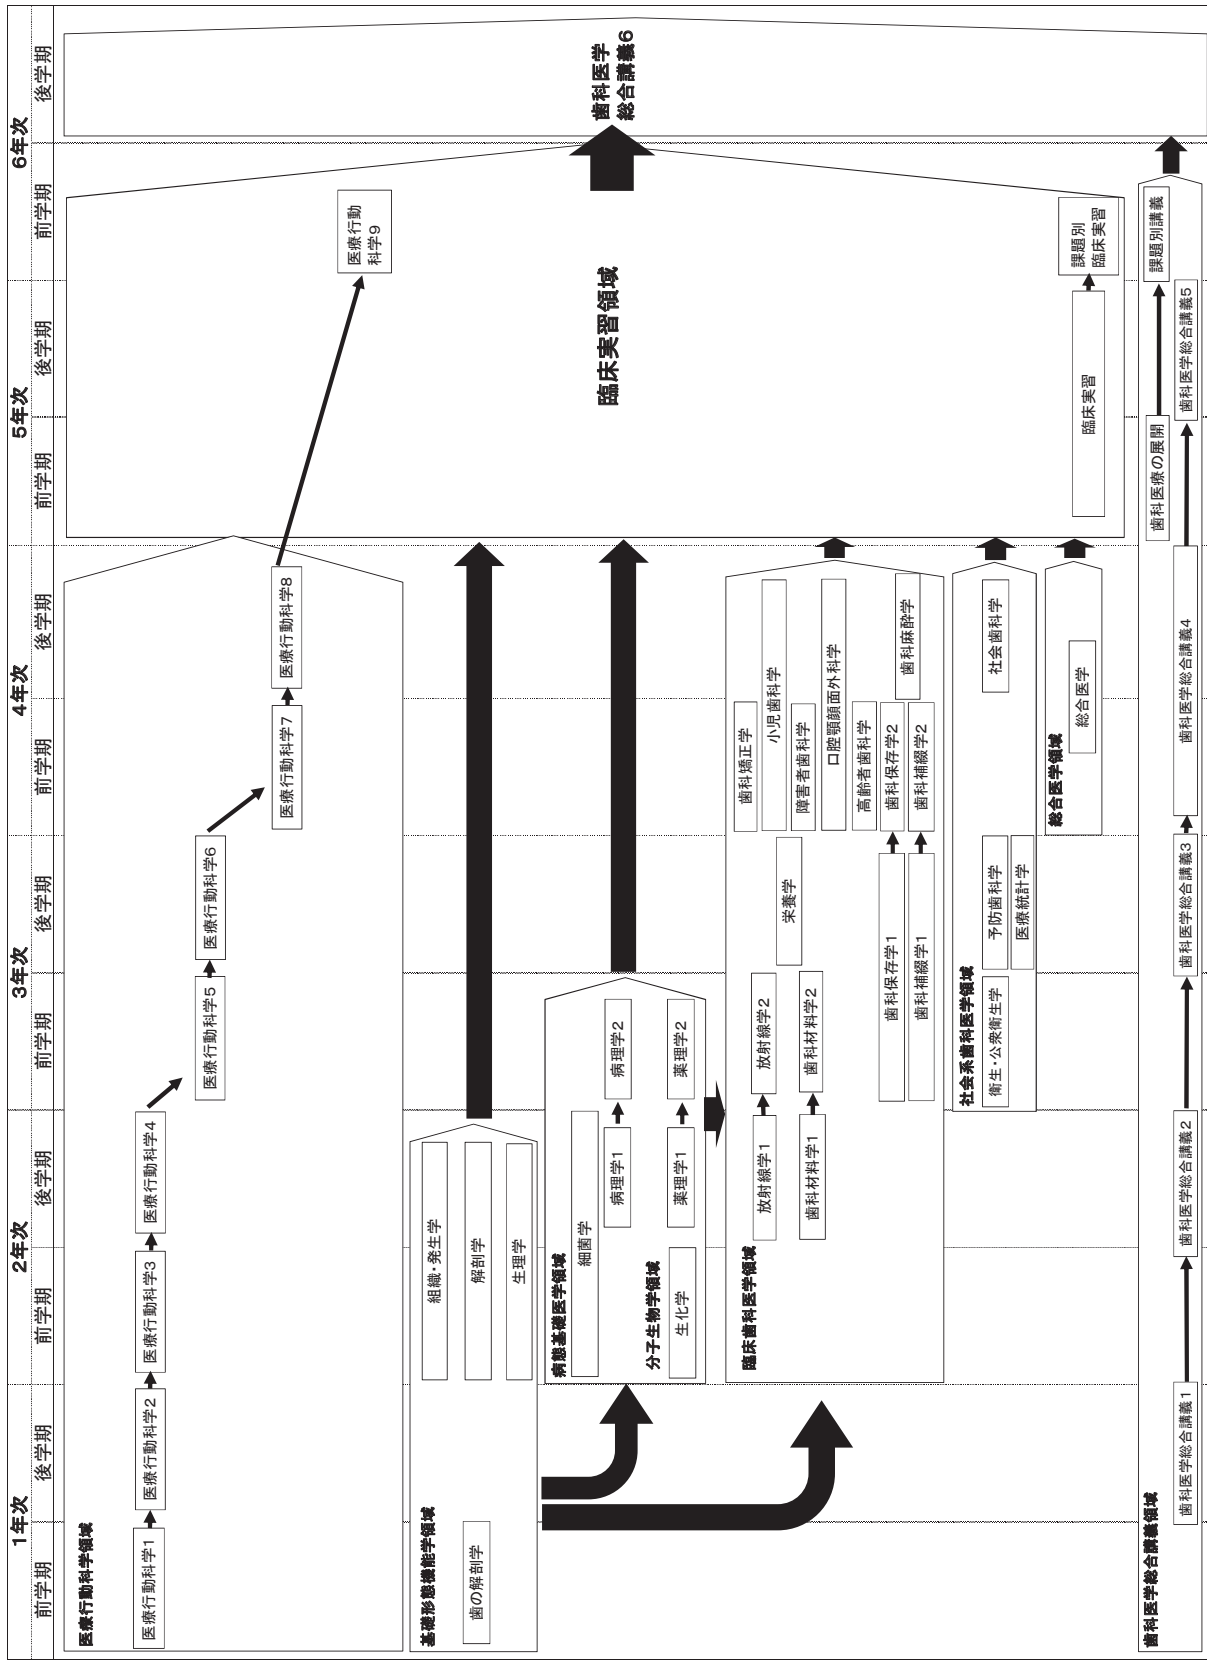 1年次
2年次
3年次
4年次
5年次
6年次
前学期
後学期
前学期
後学期
前学期
後学期
前学期
後学期
前学期
後学期
前学期
後学期
医療行動科学領域
医療行動科学1
医療行動科学2
医療行動科学3
医療行動科学4
医療行動科学5
医療行動科学6
医療行動科学7
医療行動科学8
医療行動
科学9
基礎形態機能学領域
歯の解剖学
組織・発生学
解剖学
生理学
病態基礎医学領域
細菌学
病理学1
病理学2
分子生物学領域
生化学
薬理学1
薬理学2
臨床歯科医学領域
放射線学1
放射線学2
歯科材料学1
歯科材料学2
栄養学
歯科保存学1
歯科補綴学1
歯科矯正学
小児歯科学
障害者歯科学
口腔顎顔面外科学
高齢者歯科学
歯科保存学2
歯科補綴学2
歯科麻酔学
社会系歯科医学領域
衛生・公衆衛生学
予防歯科学
医療統計学
社会歯科学
総合医学領域
総合医学
臨床実習領域
臨床実習
課題別
臨床実習
歯科医学
総合講義6
歯科医学総合講義領域
歯科医学総合講義1
歯科医学総合講義2
歯科医学総合講義3
歯科医学総合講義4
歯科医療の展開
歯科医学総合講義5
課題別講義